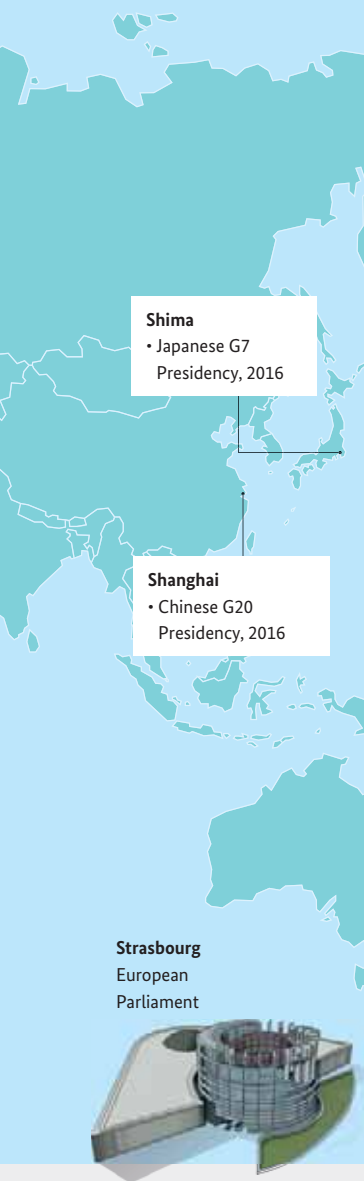 Shima
• Japanese G7
Presidency, 2016
Shanghai
• Chinese G20
Presidency, 2016
Strasbourg
European
Parliament